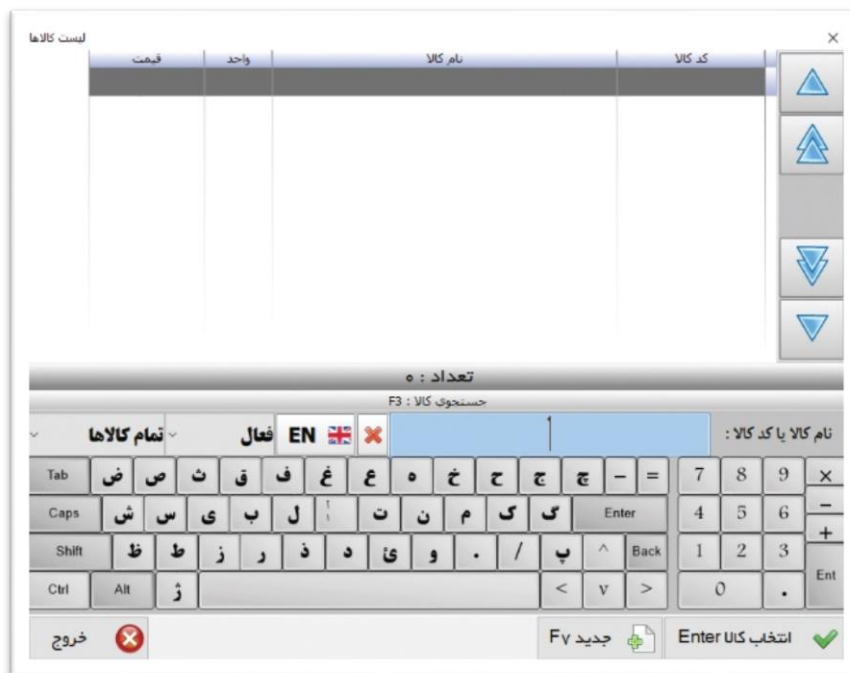 لیست کالاها
کد کالا نام کالا واحد قیمت
تعداد : ۰
جستجوی کالا : F3
نام کالا یا کد کالا : EN فعال تمام کالاها
Tab ض ص ث ق ف غ ع ه خ ح ج چ - = 7 8 9 ×
Caps ش س ی ب ل آ ا ت ن م ک گ Enter 4 5 6 -
+
Shift ظ ط ز ر ذ د ئ و . / پ ^ Back 1 2 3
Ctrl Alt ژ < v > 0 . Ent
انتخاب کالا Enter جدید F۷ خروج